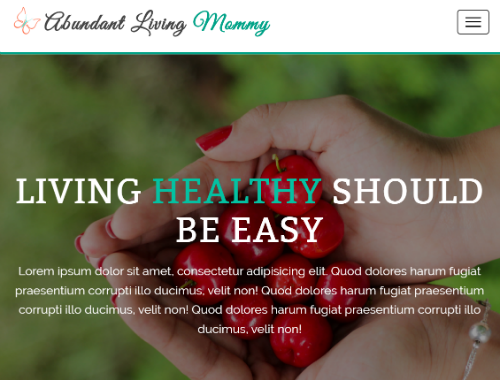 Abundant Living Mommy
LIVING HEALTHY SHOULD
BE EASY
Lorem ipsum dolor sit amet, consectetur adipisicing elit. Quod dolores harum fugiat
praesentium corrupti illo ducimus, velit non! Quod dolores harum fugiat praesentium
corrupti illo ducimus, velit non! Quod dolores harum fugiat praesentium corrupti illo
ducimus, velit non!